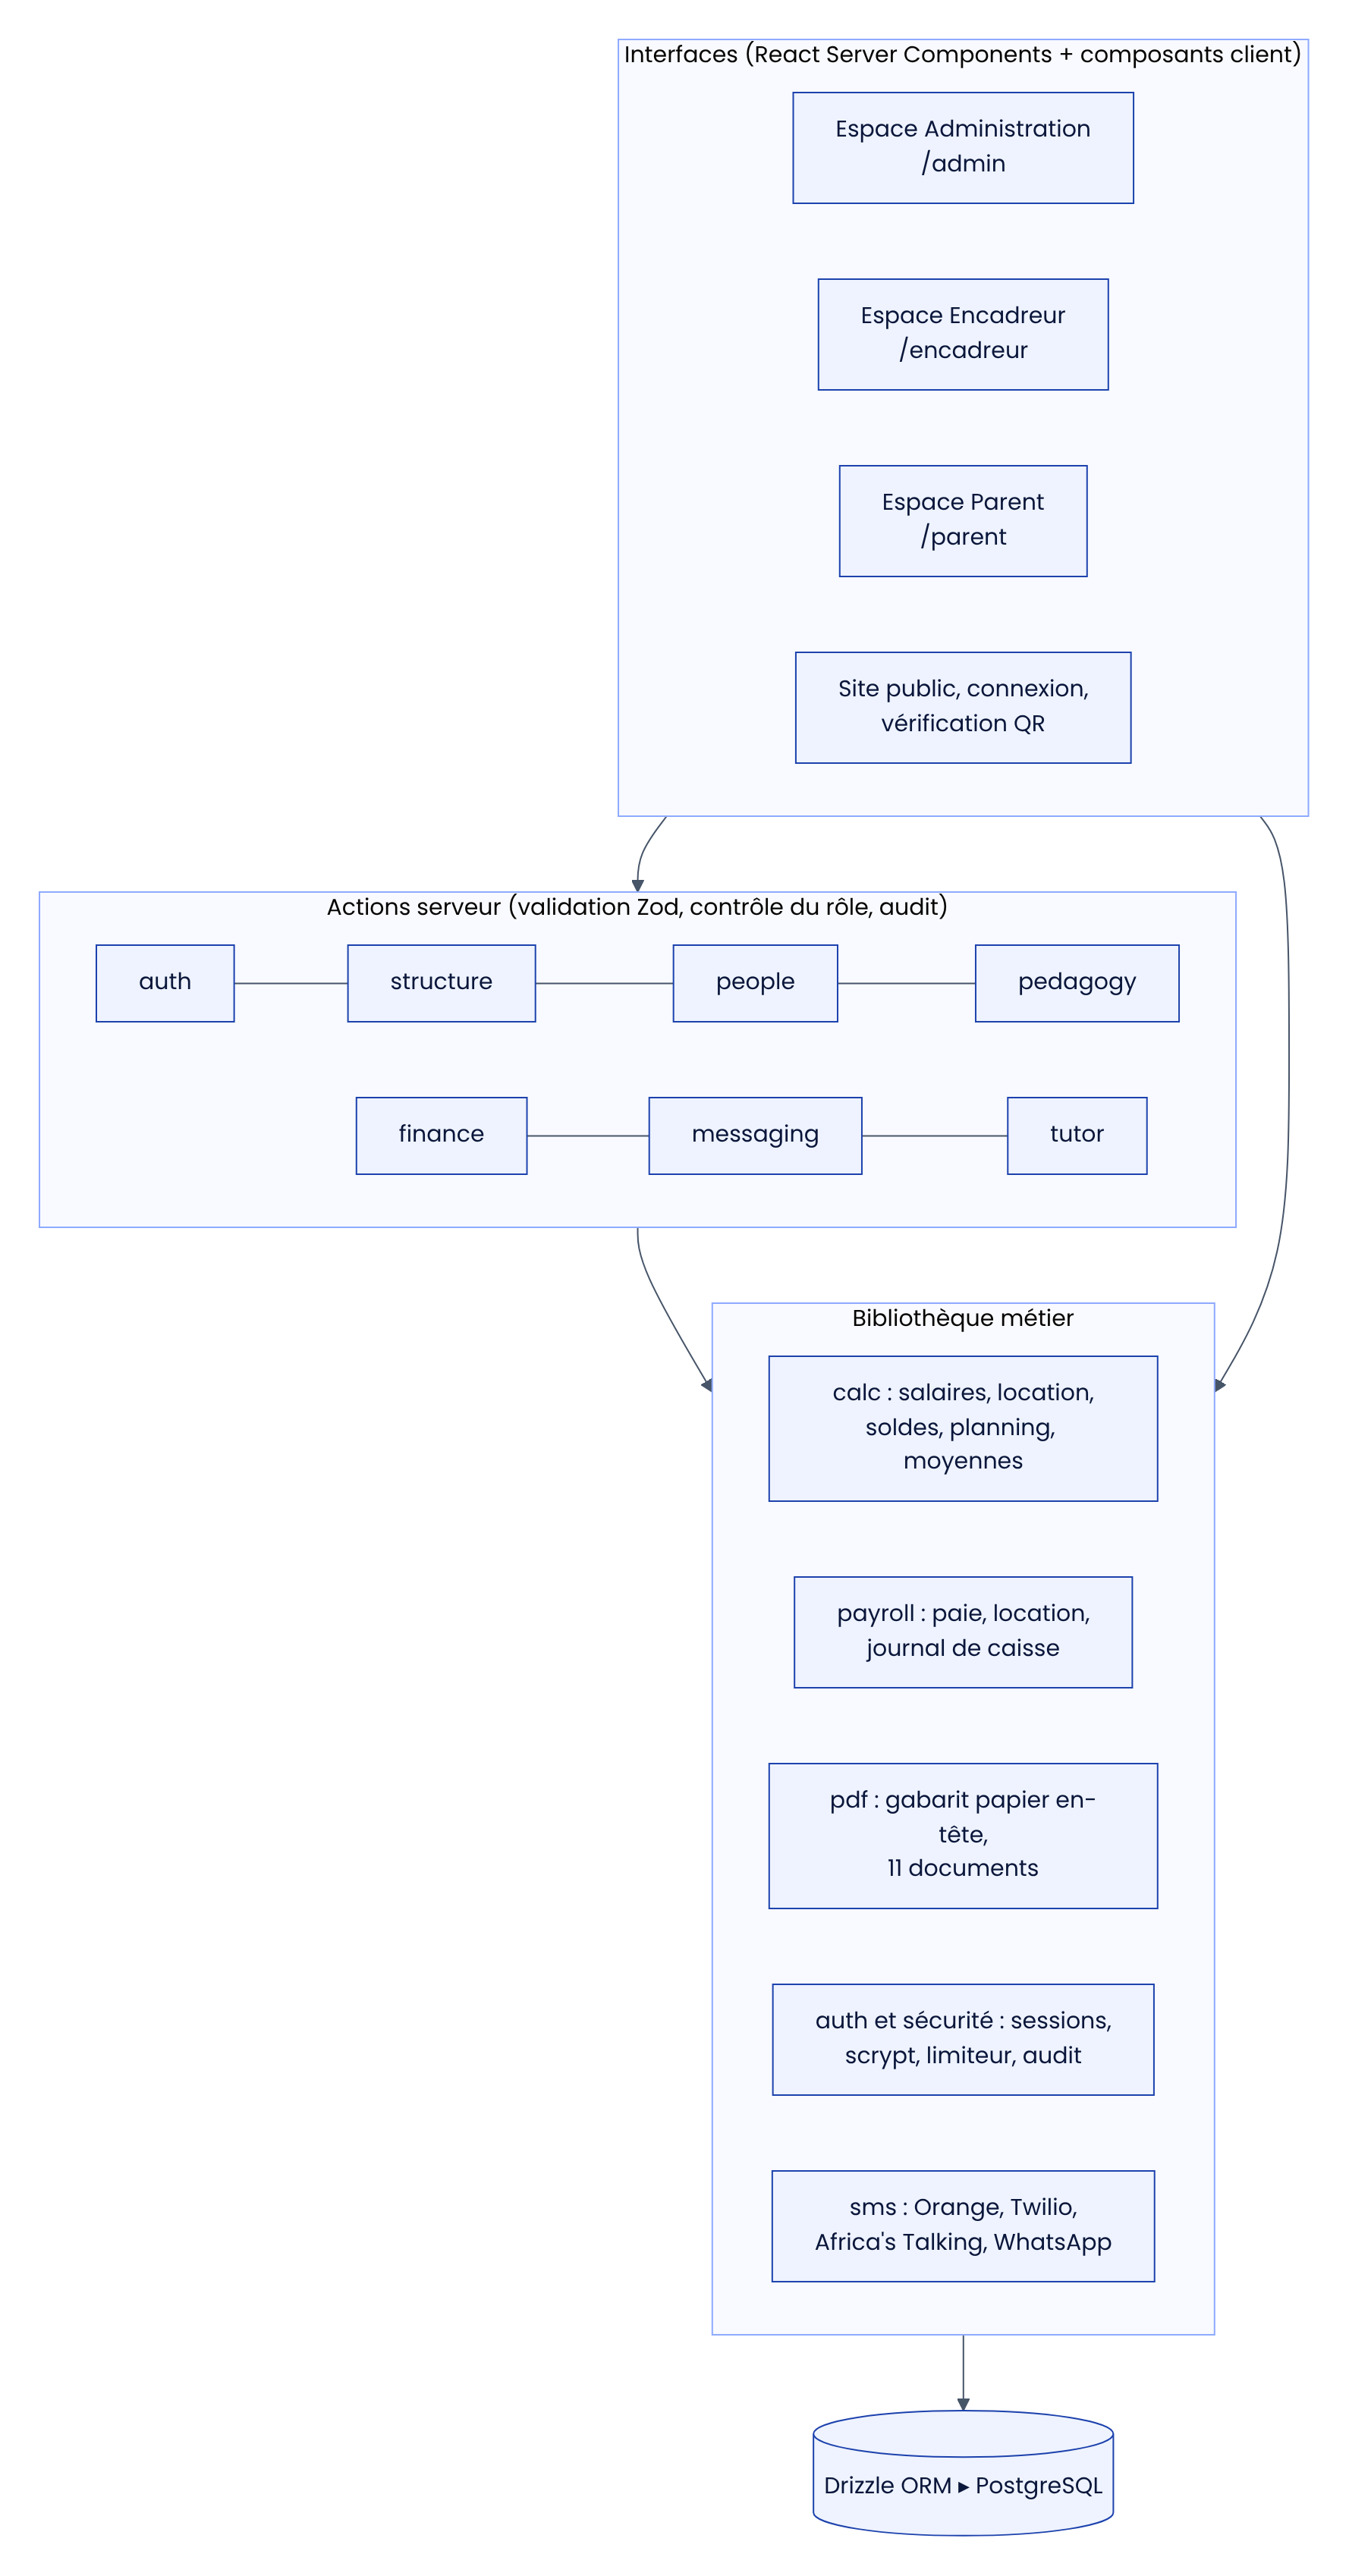 Interfaces (React Server Components + composants client)
Espace Administration
/admin
Espace Encadreur
/encadreur
Espace Parent
/parent
Site public, connexion,
vérification QR
Actions serveur (validation Zod, contrôle du rôle, audit)
auth
structure
people
pedagogy
finance
messaging
tutor
Bibliothèque métier
calc : salaires, location,
soldes, planning,
moyennes
payroll : paie, location,
journal de caisse
pdf : gabarit papier en-
tête,
11 documents
auth et sécurité : sessions,
scrypt, limiteur, audit
sms : Orange, Twilio,
Africa's Talking, WhatsApp
Drizzle ORM ▸ PostgreSQL